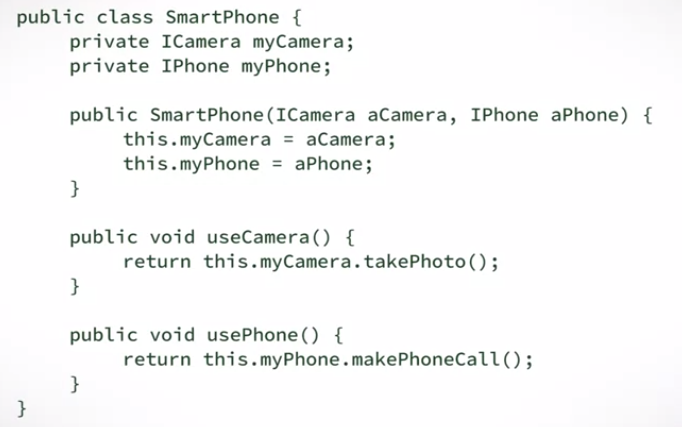 public class SmartPhone {
private ICamera myCamera;
private IPhone myPhone;
public SmartPhone(ICamera aCamera, IPhone aPhone) {
this.myCamera = aCamera;
this.myPhone = aPhone;
}
public void useCamera() {
return this.myCamera.takePhoto();
}
public void usePhone() {
return this.myPhone.makePhoneCall();
}
}